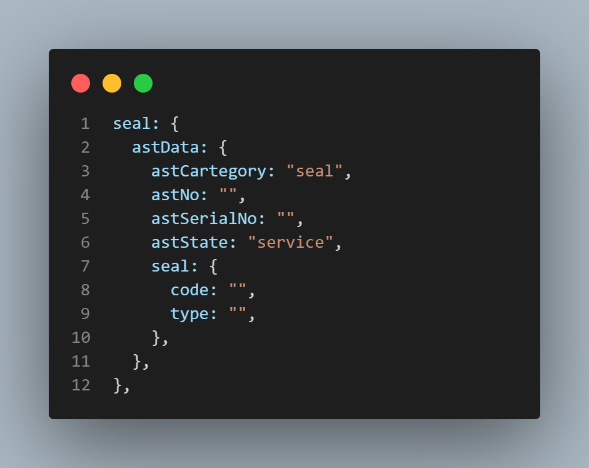 1 seal: {
2 astData: {
3 astCartegory: "seal",
4 astNo: "",
5 astSerialNo: "",
6 astState: "service",
7 seal: {
8 code: "",
9 type: "",
10 },
11 },
12 },